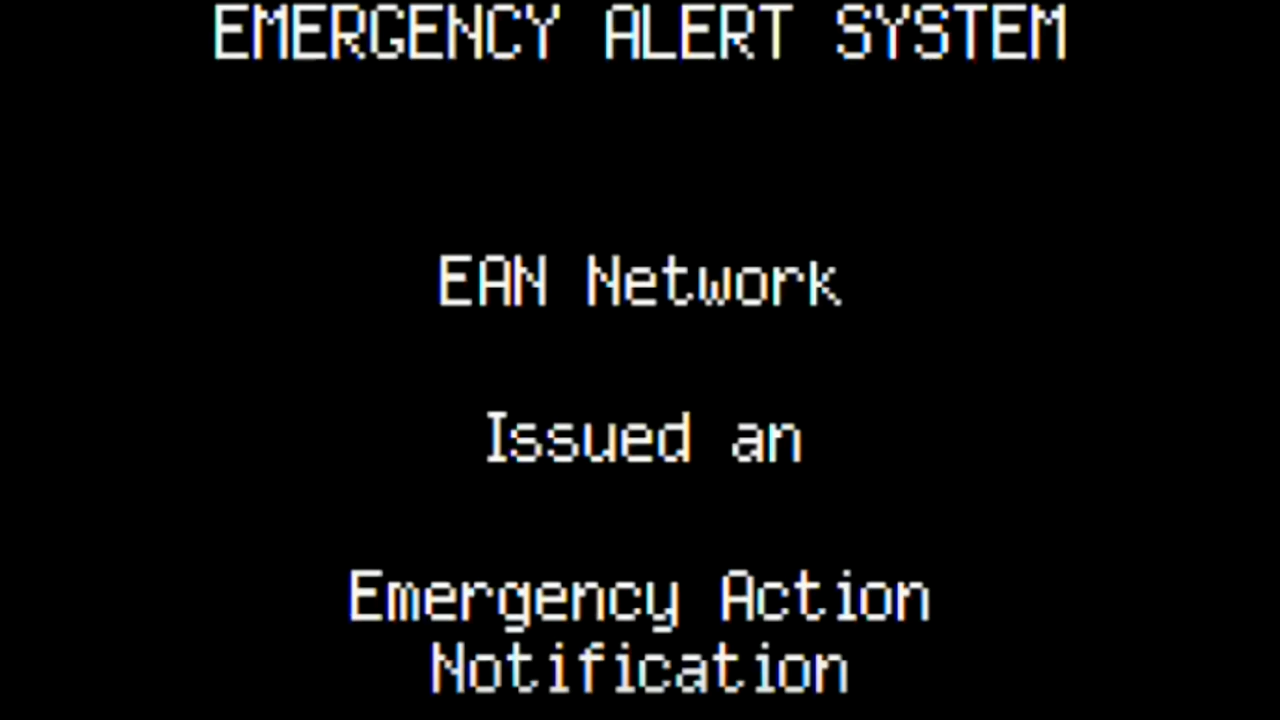 EMERGENCY ALERT SYSTEM
EAN Network
Issued an
Emergency Action
Notification